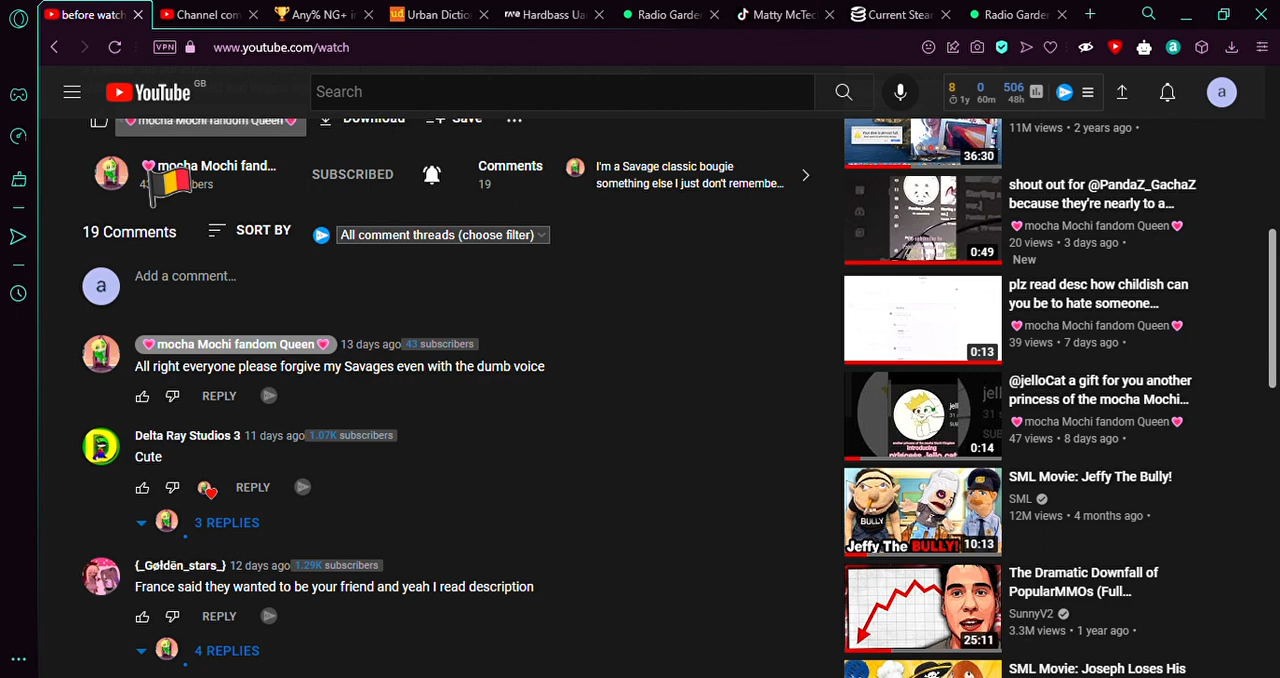 before watch
Channel com
Any% NG+ i
Urban Dictio
Hardbass Ua
Radio Garde
Matty McTec
Current Stea
Radio Garde
VPN
www.youtube.com/watch
YouTube GB
Search
8 0 506
1y 60m 48h
a
mocha Mochi fandom Queen
Download
Save
mocha Mochi fand...
SUBSCRIBED
Comments
19
I'm a Savage classic bougie
something else I just don't remembe...
19 Comments
SORT BY
All comment threads (choose filter)
a
Add a comment...
mocha Mochi fandom Queen 13 days ago 43 subscribers
All right everyone please forgive my Savages even with the dumb voice
REPLY
Delta Ray Studios 3 11 days ago 1.07K subscribers
Cute
REPLY
3 REPLIES
{_Gølden_stars_} 12 days ago 1.29K subscribers
France said they wanted to be your friend and yeah I read description
REPLY
4 REPLIES
36:30
11M views • 2 years ago •
0:49
shout out for @PandaZ_GachaZ
because they're nearly to a...
mocha Mochi fandom Queen
20 views • 3 days ago •
New
0:13
plz read desc how childish can
you be to hate someone...
mocha Mochi fandom Queen
39 views • 7 days ago •
Introducing
princess jello cat
0:14
@jelloCat a gift for you another
princess of the mocha Mochi...
mocha Mochi fandom Queen
47 views • 8 days ago •
BULLY
Jeffy The BULLY!
10:13
SML Movie: Jeffy The Bully!
SML
12M views • 4 months ago •
25:11
The Dramatic Downfall of
PopularMMOs (Full...
SunnyV2
3.3M views • 1 year ago •
SML Movie: Joseph Loses His